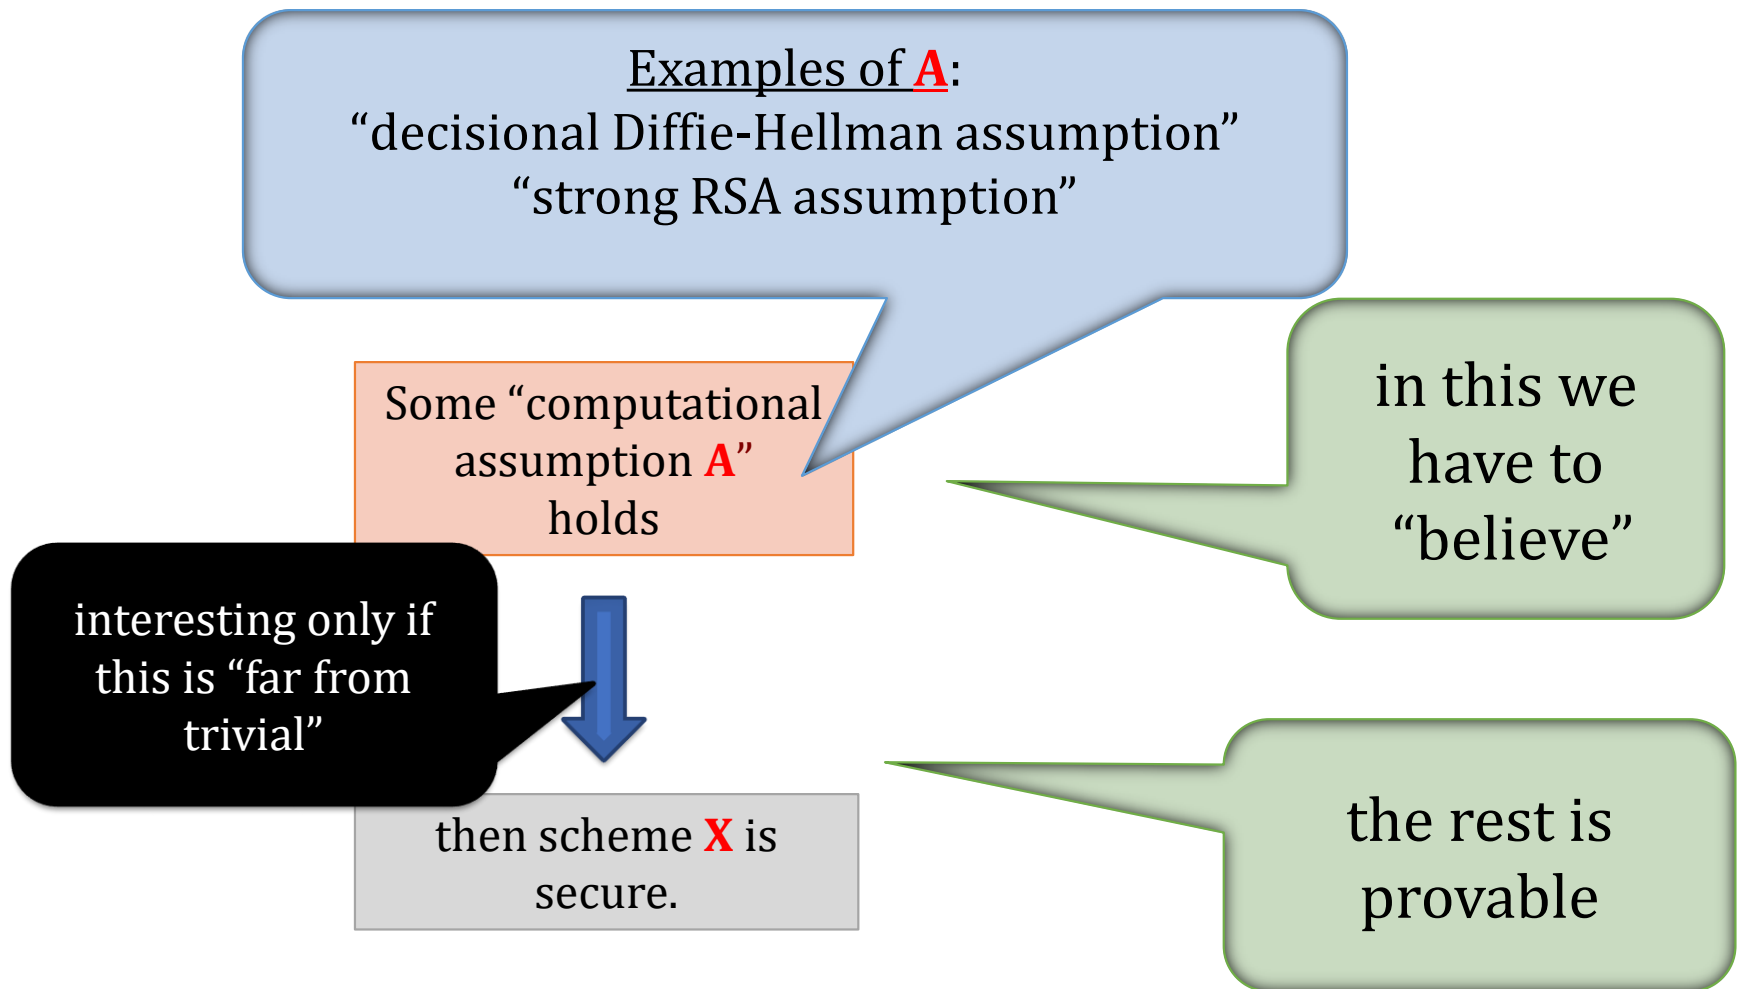 Examples of A:
“decisional Diffie-Hellman assumption”
“strong RSA assumption”
Some “computational
assumption A”
holds
in this we
have to
“believe”
interesting only if
this is “far from
trivial”
then scheme X is
secure.
the rest is
provable